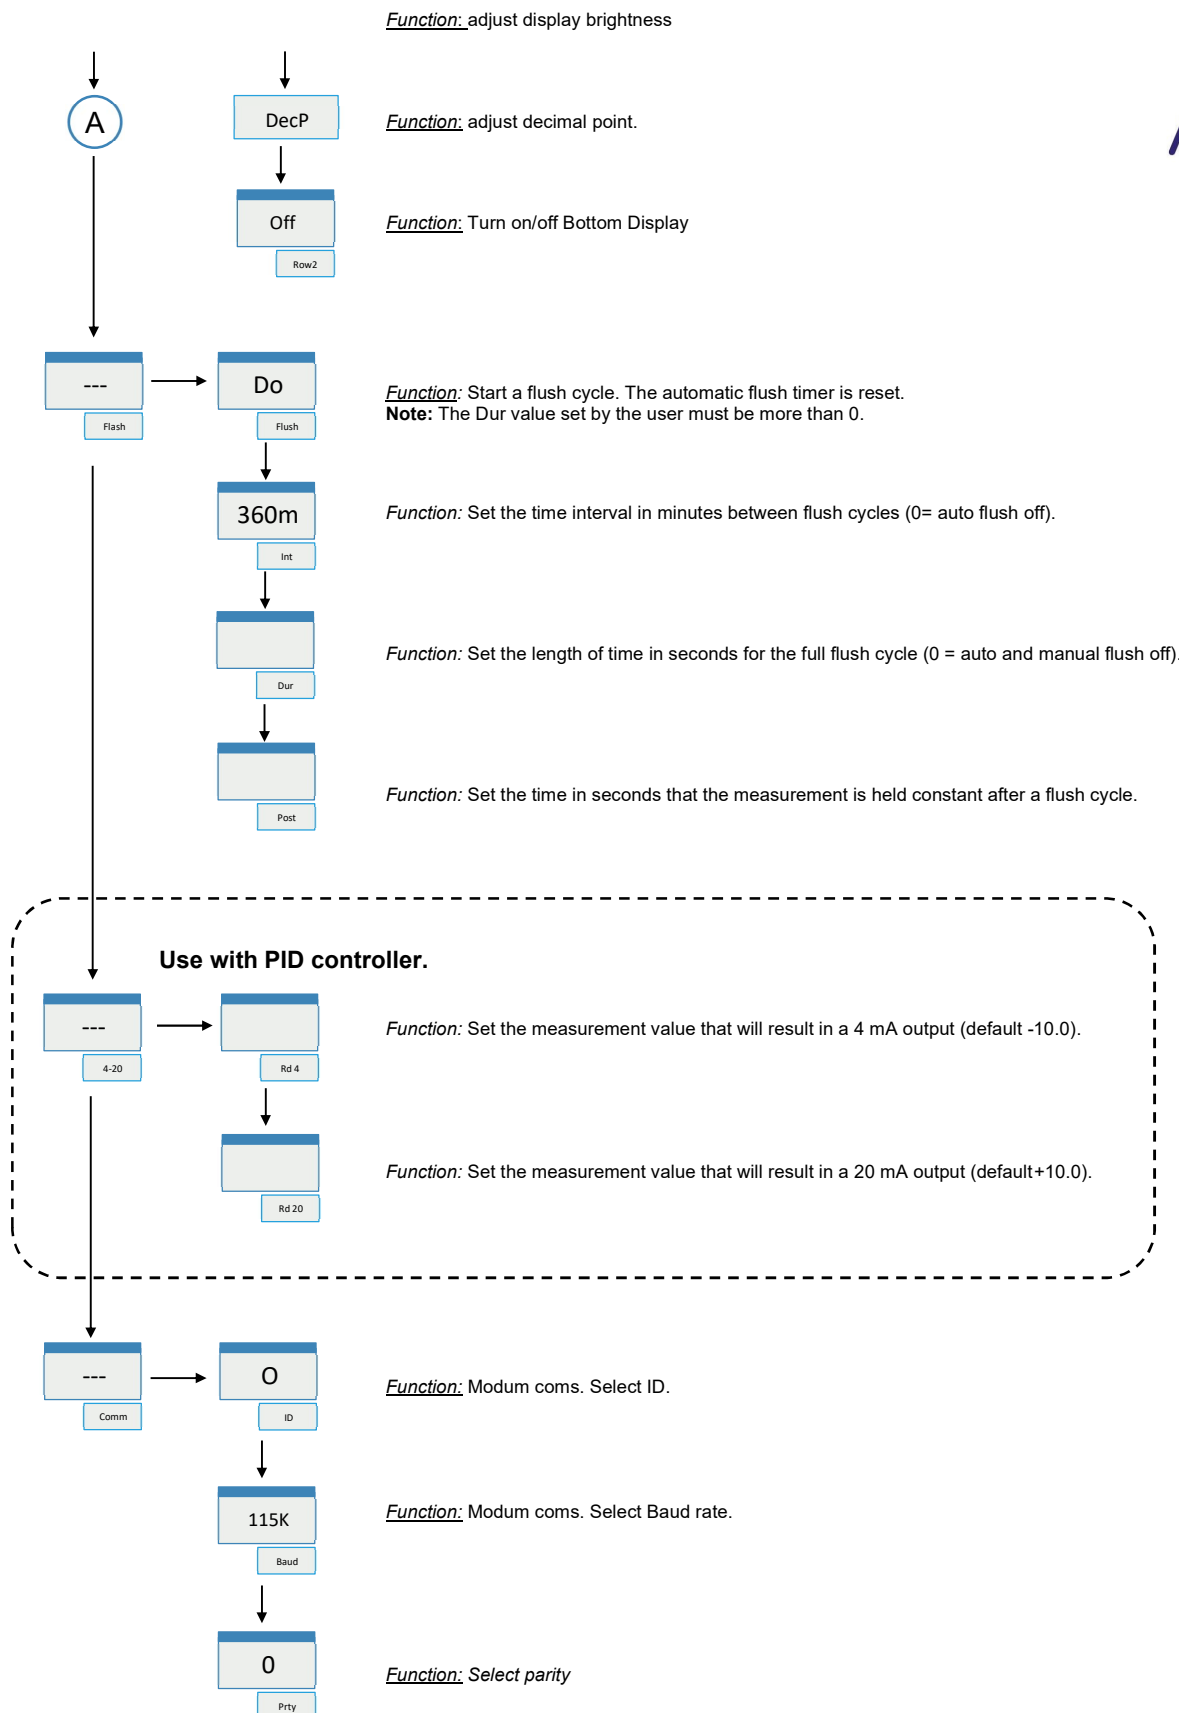 Function: adjust display brightness
A
DecP
Function: adjust decimal point.
Off
Row2
Function: Turn on/off Bottom Display
---
Flash
Do
Flush
Function: Start a flush cycle. The automatic flush timer is reset.
Note: The Dur value set by the user must be more than 0.
360m
Int
Function: Set the time interval in minutes between flush cycles (0= auto flush off).
Dur
Function: Set the length of time in seconds for the full flush cycle (0 = auto and manual flush off).
Post
Function: Set the time in seconds that the measurement is held constant after a flush cycle.
Use with PID controller.
---
4-20
Rd 4
Function: Set the measurement value that will result in a 4 mA output (default -10.0).
Rd 20
Function: Set the measurement value that will result in a 20 mA output (default+10.0).
---
Comm
O
ID
Function: Modum coms. Select ID.
115K
Baud
Function: Modum coms. Select Baud rate.
0
Prty
Function: Select parity